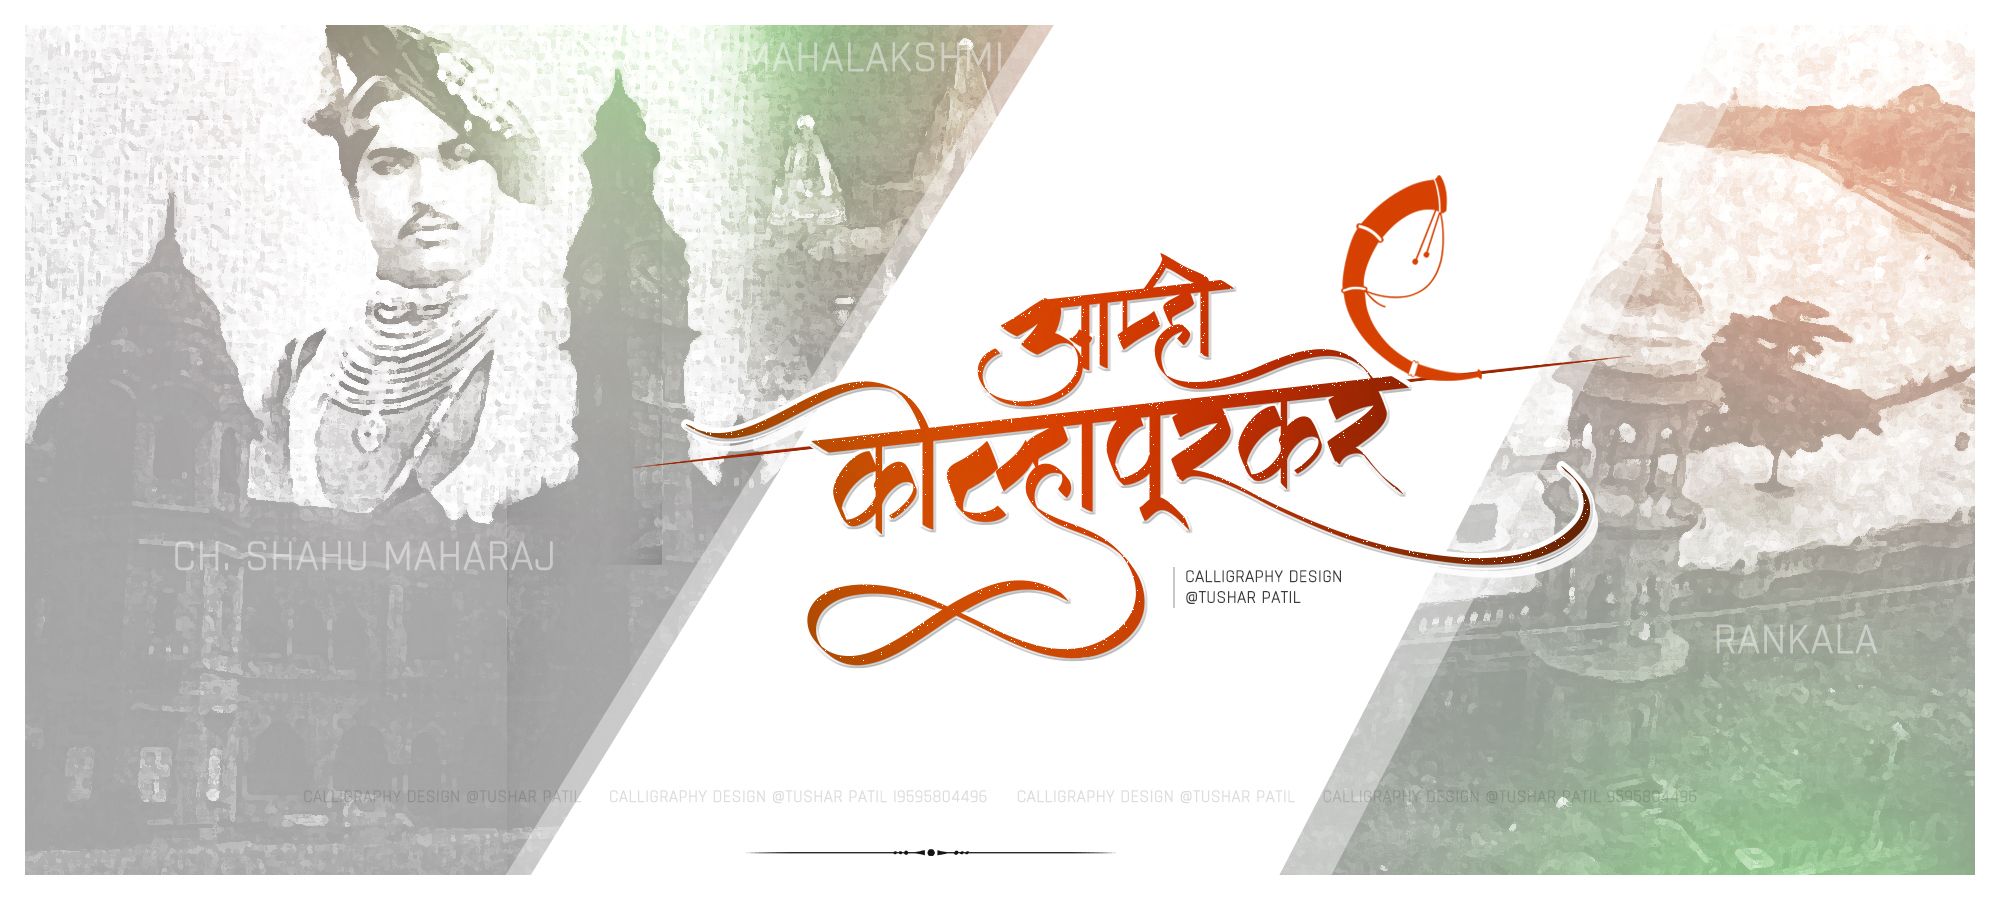 MAHALAKSHMI
आम्ही
कोल्हापूरकर
CH. SHAHU MAHARAJ
CALLIGRAPHY DESIGN
@TUSHAR PATIL
RANKALA
CALLIGRAPHY DESIGN @TUSHAR PATIL CALLIGRAPHY DESIGN @TUSHAR PATIL (9595804496 CALLIGRAPHY DESIGN @TUSHAR PATIL CALLIGRAPHY DESIGN @TUSHAR PATIL 9595804496